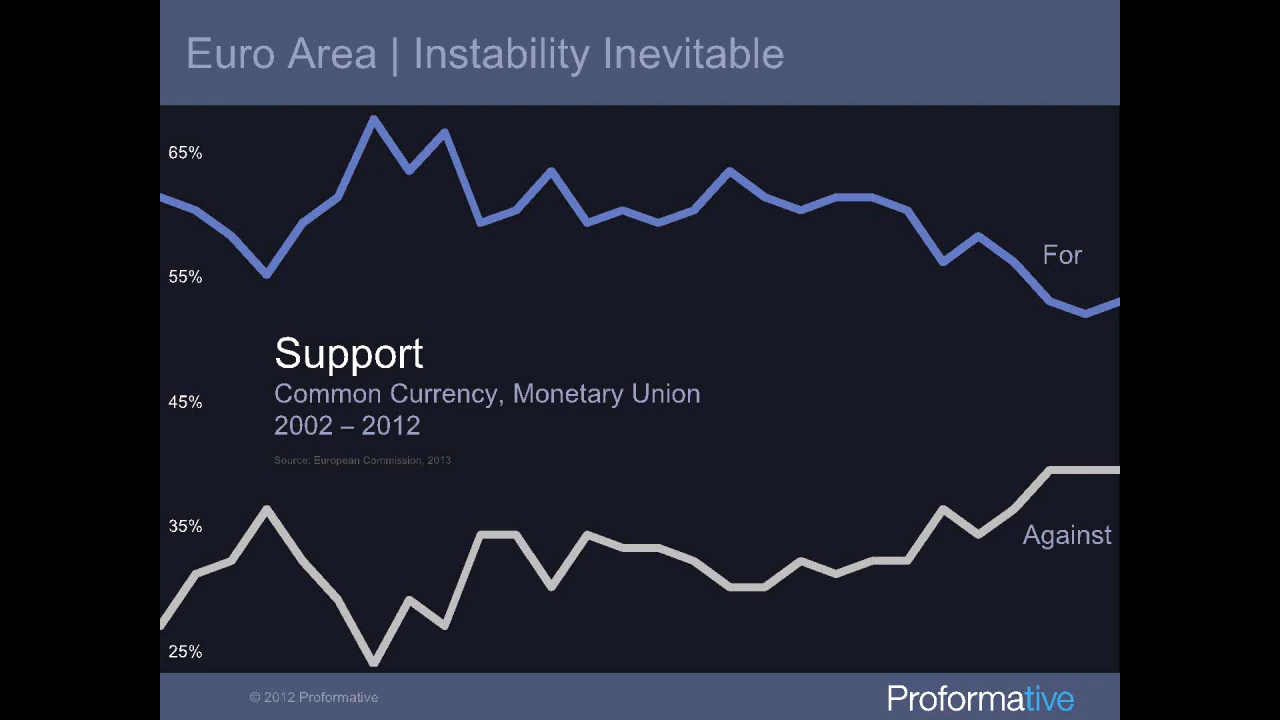 Euro Area | Instability Inevitable
65%
55%
For
Support
Common Currency, Monetary Union
45%
2002 – 2012
Source: European Commission, 2013
35%
Against
25%
© 2012 Proformative
Proformative